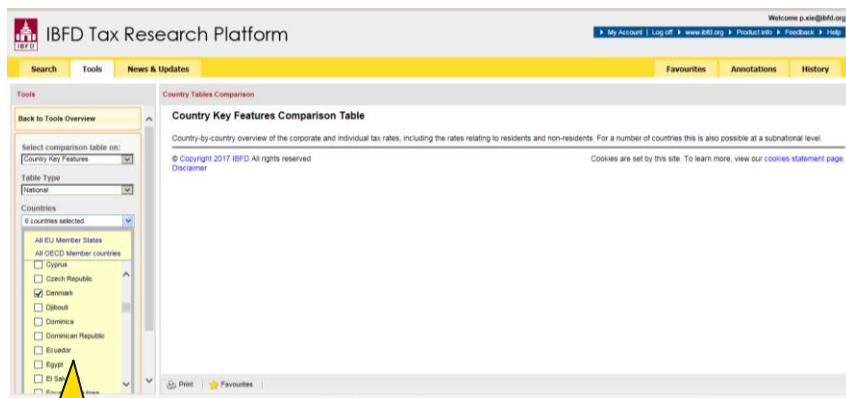 Welcome p.xie@ibfd.org
IBFD
IBFD Tax Research Platform
My Account | Log off www.ibfd.org Product info Feedback Help
Search Tools News & Updates Favourites Annotations History
Tools
Country Tables Comparison
Back to Tools Overview
Select comparison table on:
Country Key Features
Table Type
National
Countries
6 countries selected.
All EU Member States
All OECD Member countries
Cyprus
Czech Republic
Denmark
Djibouti
Dominica
Dominican Republic
Ecuador
Egypt
El
Country Key Features Comparison Table
Country-by-country overview of the corporate and individual tax rates, including the rates relating to residents and non-residents. For a number of countries this is also possible at a subnational level.
© Copyright 2017 IBFD All rights reserved
Disclaimer
Cookies are set by this site. To learn more, view our cookies statement page.
Print Favourites